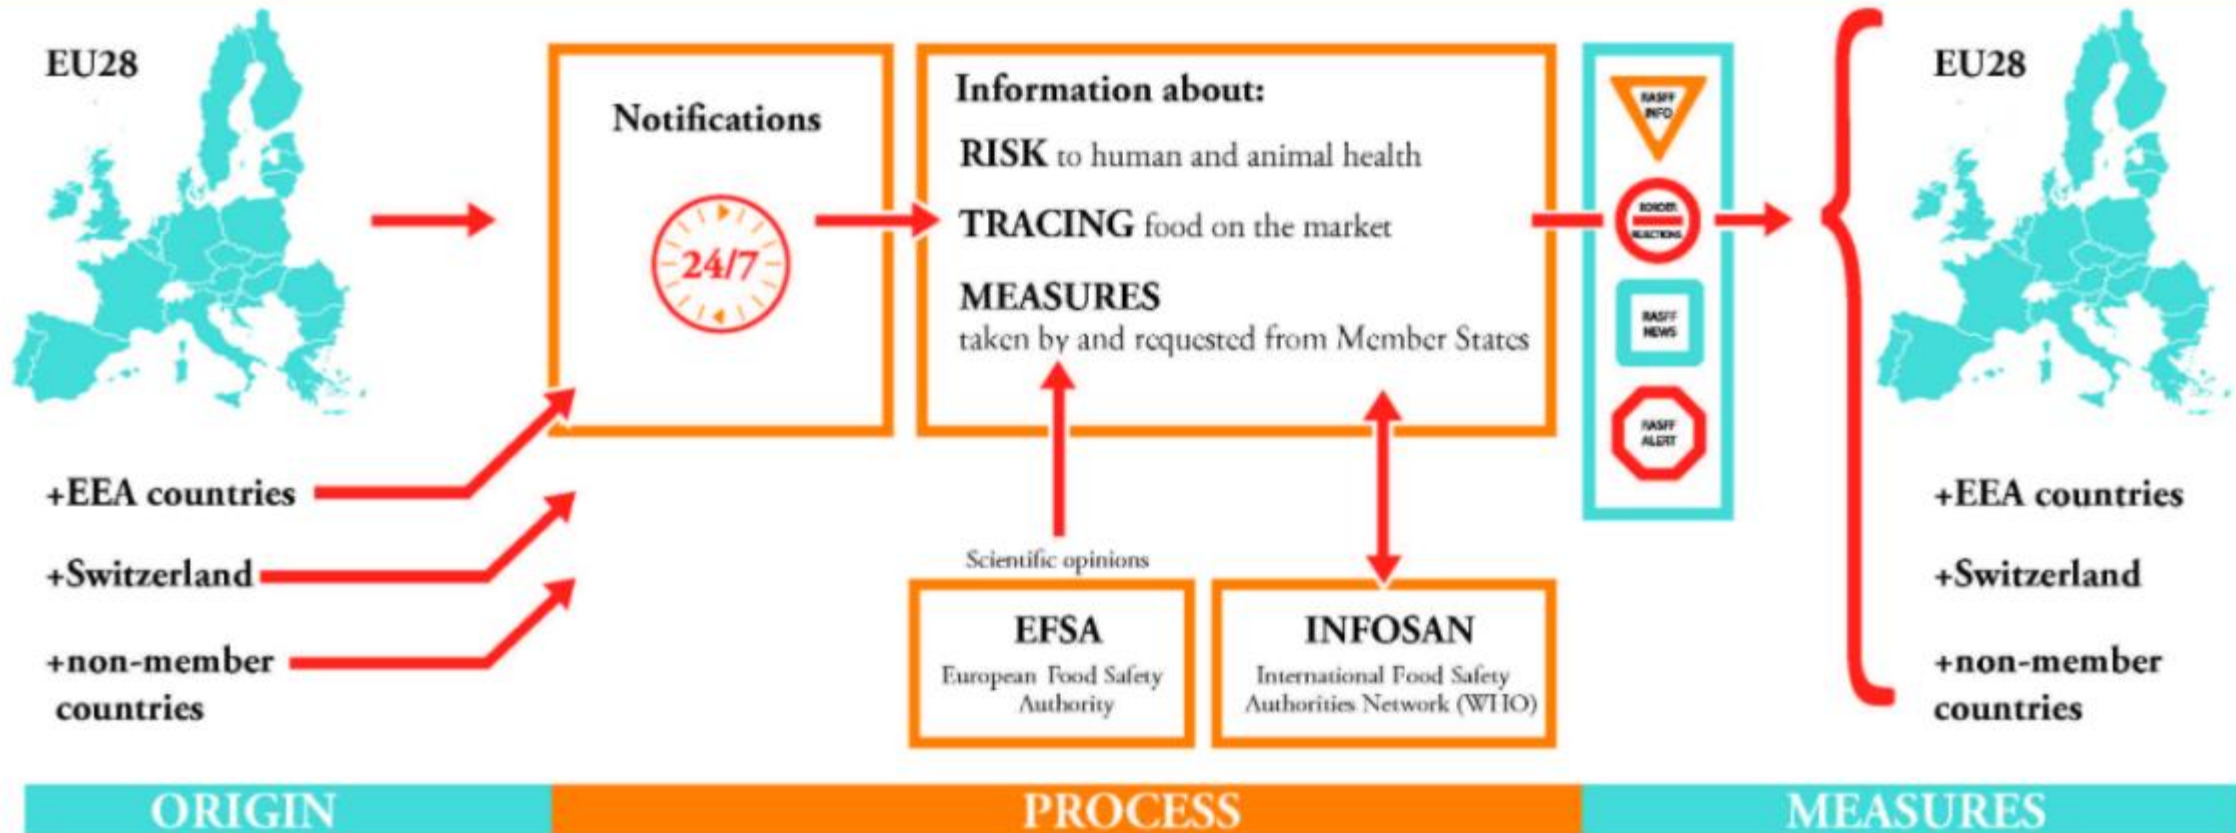 EU28
+EEA countries
+Switzerland
+non-member
countries
Notifications
24/7
Information about:
RISK to human and animal health
TRACING food on the market
MEASURES
taken by and requested from Member States
Scientific opinions
EFSA
European Food Safety
Authority
INFOSAN
International Food Safety
Authorities Network (WHO)
RASFF
INFO
BORDER
REJECTIONS
RASFF
NEWS
RASFF
ALERT
EU28
+EEA countries
+Switzerland
+non-member
countries
ORIGIN
PROCESS
MEASURES